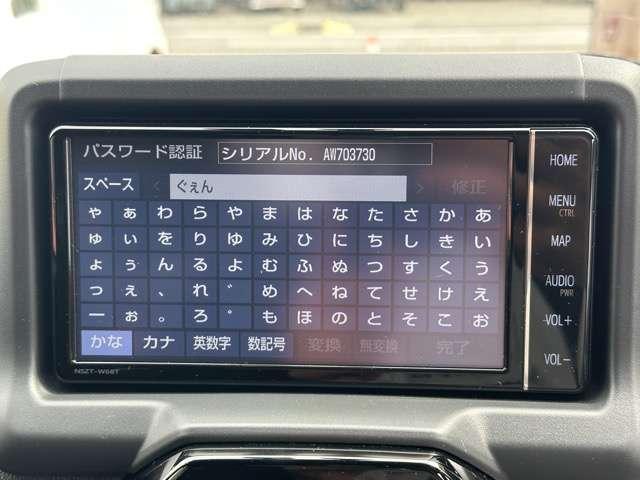 パスワード認証 シリアルNo. AW703730
スペース < ぐぇん > 修正
ゃ ぁ わ ら や ま は な た さ か あ
ゅ ぃ を り ゆ み ひ に ち し き い
ょ ぅ ん る よ む ふ ぬ つ す く う
っ ぇ 、 れ ゛ め へ ね て せ け え
ー ぉ 。 ろ ゜ も ほ の と そ こ お
かな カナ 英数字 数記号 変換 無変換 完了
NSZT-W68T
HOME
MENU
CTRL
MAP
AUDIO
PWR
VOL+
VOL-